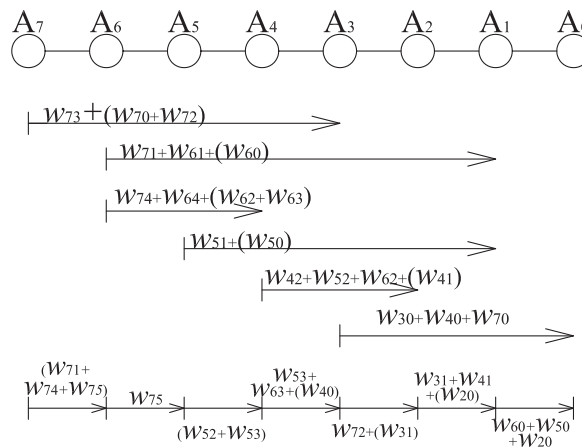 A7 A6 A5 A4 A3 A2 A1 A0
w73+(w70+w72)
w71+w61+(w60)
w74+w64+(w62+w63)
w51+(w50)
w42+w52+w62+(w41)
w30+w40+w70
(w71+
w74+w75)
w75
(w52+w53)
w53+
w63+(w40)
w72+(w31)
w31+w41
+(w20)
w60+w50
+w20